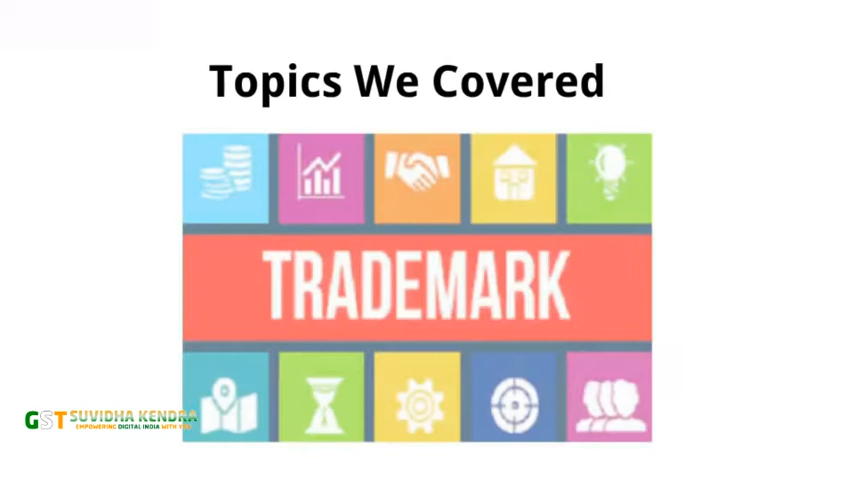 Topics We Covered
TRADEMARK
GST SUVIDHA KENDRA
EMPOWERING DIGITAL INDIA WITH YOU